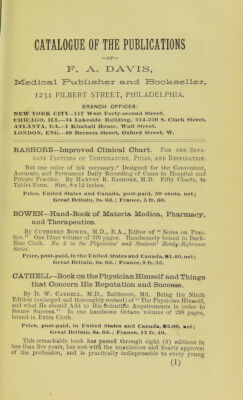 CATALOGUE OF THE PUBLICATIONS
—OF—
F. A. DAVIS,
Medical Publisher and Bookseller,
1231 FILBERT STREET, PHILADELPHIA.
BRANCH OFFICES:
NEW YORK CITY—117 West Forty-second Street.
CHICAGO, ILL.—24 Lakeside Building, 214-220 S. Clark Street.
ATLANTA, GA.—1 Kimball House, Wall Street.
LONDON, ENG.—40 Berners Street, Oxford Street, W.
BASHORE—Improved Clinical Chart. FOR THE SEPA-
RATE PLOTTING OF TEMPERATURE, PULSE, AND RESPIRATION.
But one color of ink necessary. Designed for the Convenient,
Accurate, and Permanent Daily Recording of Cases in Hospital and
Private Practice. By HARVEY B. BASHORE, M.D. Fifty Charts, in
Tablet Form. Size, 8x12 inches.
Price, United States and Canada, post-paid, 50 cents, net;
Great Britain, 3s. 6d.; France, 3 fr. 60.
BOWEN—Hand-Book of Materia Medica, Pharmacy,
and Therapeutics.
By CUTHBERT BOWEN, M.D., B.A., Editor of "Notes on Prac-
tice." One 12mo volume of 370 pages. Handsomely bound in Dark-
Blue Cloth. No. 2 in the Physicians' and Students' Ready-Reference
Series.
Price, post-paid, in the United States and Canada, $1.40, net;
Great Britain, 8s. 6d.; France, 9 fr. 35.
CATHELL—Book on the Physician Himself and Things
that Concern His Reputation and Success.
By D. W. CATHELL, M.D., Baltimore, Md. Being the Ninth
Edition (enlarged and thoroughly revised) of "The Physician Himself,
and what He should Add to His Scientific Acquirements in order to
Secure Success." In one handsome Octavo volume of 298 pages,
bound in Extra Cloth.
Price, post-paid, in United States and Canada, $2.00, net;
Great Britain, 8s. 6d.; France, 12 fr. 40.
This remarkable book has passed through eight (8) editions in
less than five years, has met with the unanimous and hearty approval
of the profession, and is practically indispensable to every young
(1)